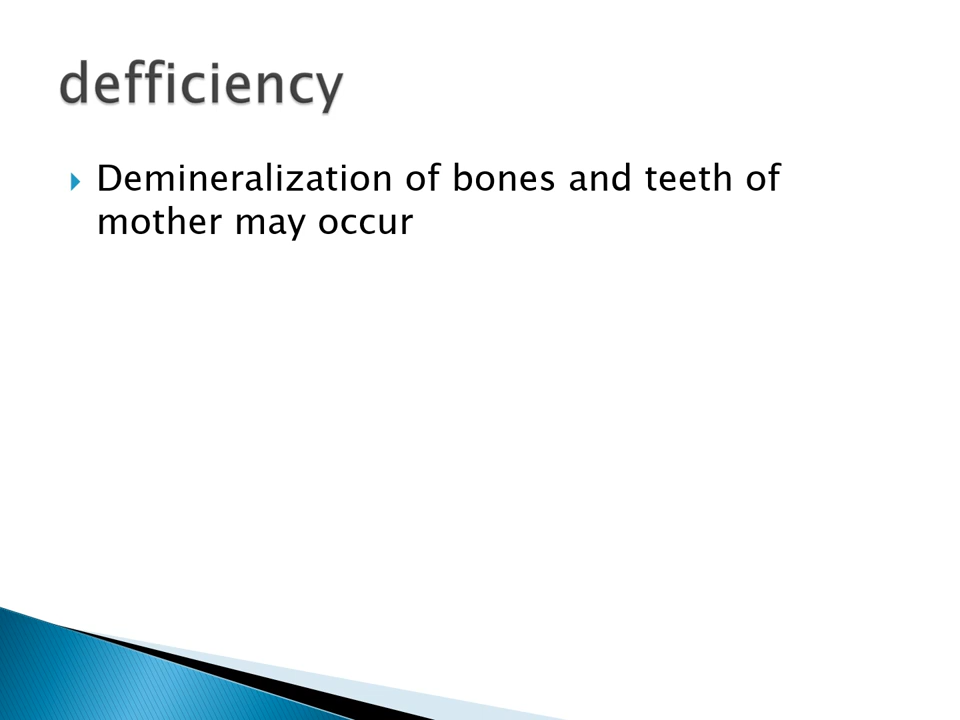 defficiency
Demineralization of bones and teeth of
mother may occur